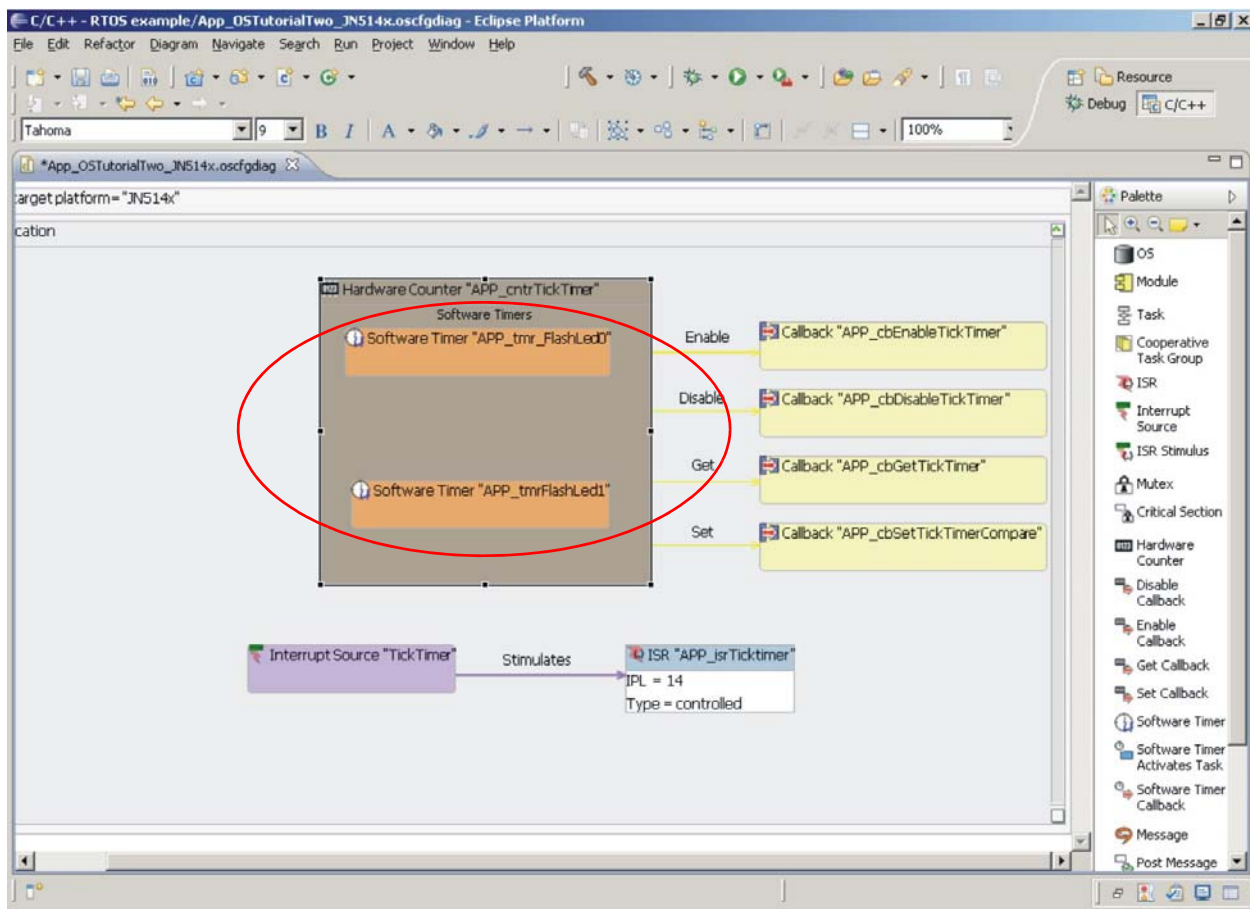 C/C++ - RTOS example/App_OSTutorialTwo_JN514x.oscfgdiag - Eclipse Platform
File Edit Refactor Diagram Navigate Search Run Project Window Help
Resource
Debug C/C++
Tahoma 9 B I A 100%
*App_OSTutorialTwo_JN514x.oscfgdiag
arget platform="JN514x"
cation
Hardware Counter "APP_cntrTickTimer"
Software Timers
Software Timer "APP_tmr_FlashLed0"
Software Timer "APP_tmrFlashLed1"
Enable
Callback "APP_cbEnableTickTimer"
Disable
Callback "APP_cbDisableTickTimer"
Get
Callback "APP_cbGetTickTimer"
Set
Callback "APP_cbSetTickTimerCompare"
Interrupt Source "TickTimer"
Stimulates
ISR "APP_isrTicktimer"
IPL = 14
Type = controlled
Palette
OS
Module
Task
Cooperative
Task Group
ISR
Interrupt
Source
ISR Stimulus
Mutex
Critical Section
Hardware
Counter
Disable
Callback
Enable
Callback
Get Callback
Set Callback
Software Timer
Software Timer
Activates Task
Software Timer
Callback
Message
Post Message